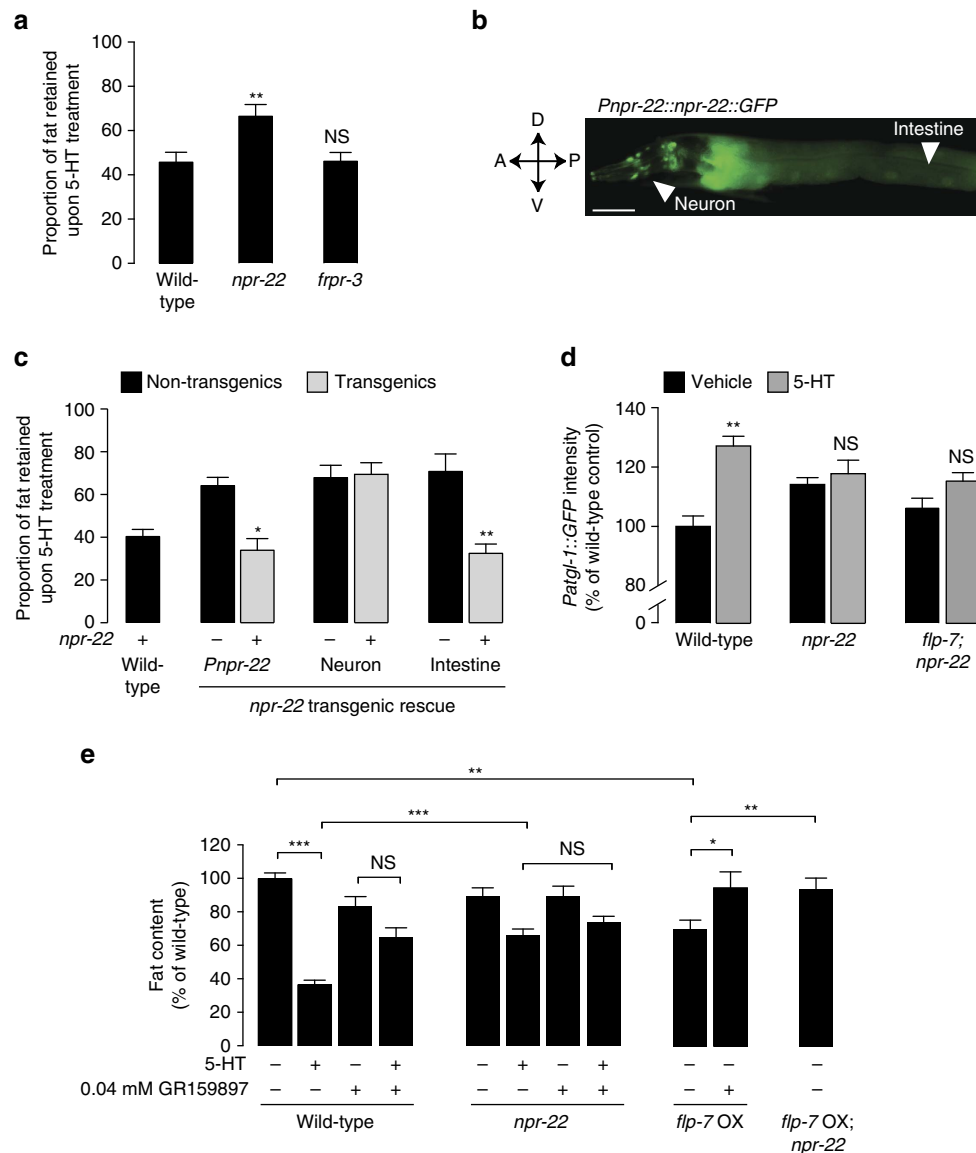 a
100
80
60
40
20
0
Proportion of fat retained
upon 5-HT treatment
**
NS
Wild-
type
npr-22
frpr-3
b
Pnpr-22::npr-22::GFP
D
A
P
V
Intestine
Neuron
c
Non-transgenics
Transgenics
100
80
60
40
20
0
Proportion of fat retained
upon 5-HT treatment
*
**
npr-22 + – + – + – +
Wild-
type
Pnpr-22
Neuron
Intestine
npr-22 transgenic rescue
d
Vehicle
5-HT
140
120
100
80
0
Patgl-1::GFP intensity
(% of wild-type control)
**
NS
NS
Wild-type
npr-22
flp-7;
npr-22
e
**
***
**
***
NS
NS
*
120
100
80
60
40
20
0
Fat content
(% of wild-type)
5-HT – + – + – + – + – – –
0.04 mM GR159897 – – + + – – + + – + –
Wild-type
npr-22
flp-7 OX
flp-7 OX;
npr-22